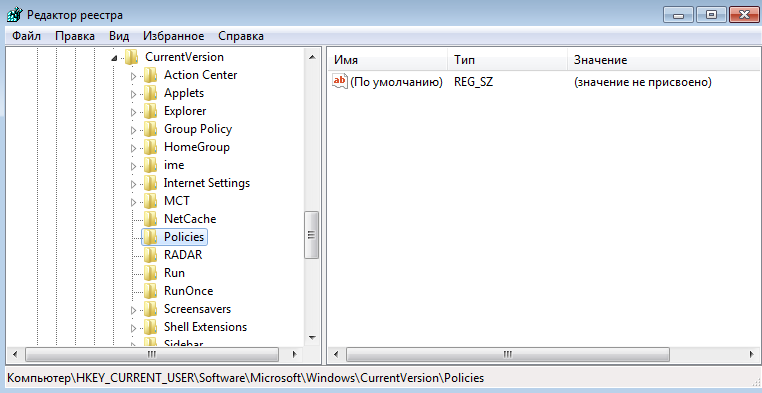 Редактор реестра
Файл Правка Вид Избранное Справка
CurrentVersion
Action Center
Applets
Explorer
Group Policy
HomeGroup
ime
Internet Settings
MCT
NetCache
Policies
RADAR
Run
RunOnce
Screensavers
Shell Extensions
Sidebar
Имя Тип Значение
ab (По умолчанию) REG_SZ (значение не присвоено)
Компьютер\HKEY_CURRENT_USER\Software\Microsoft\Windows\CurrentVersion\Policies